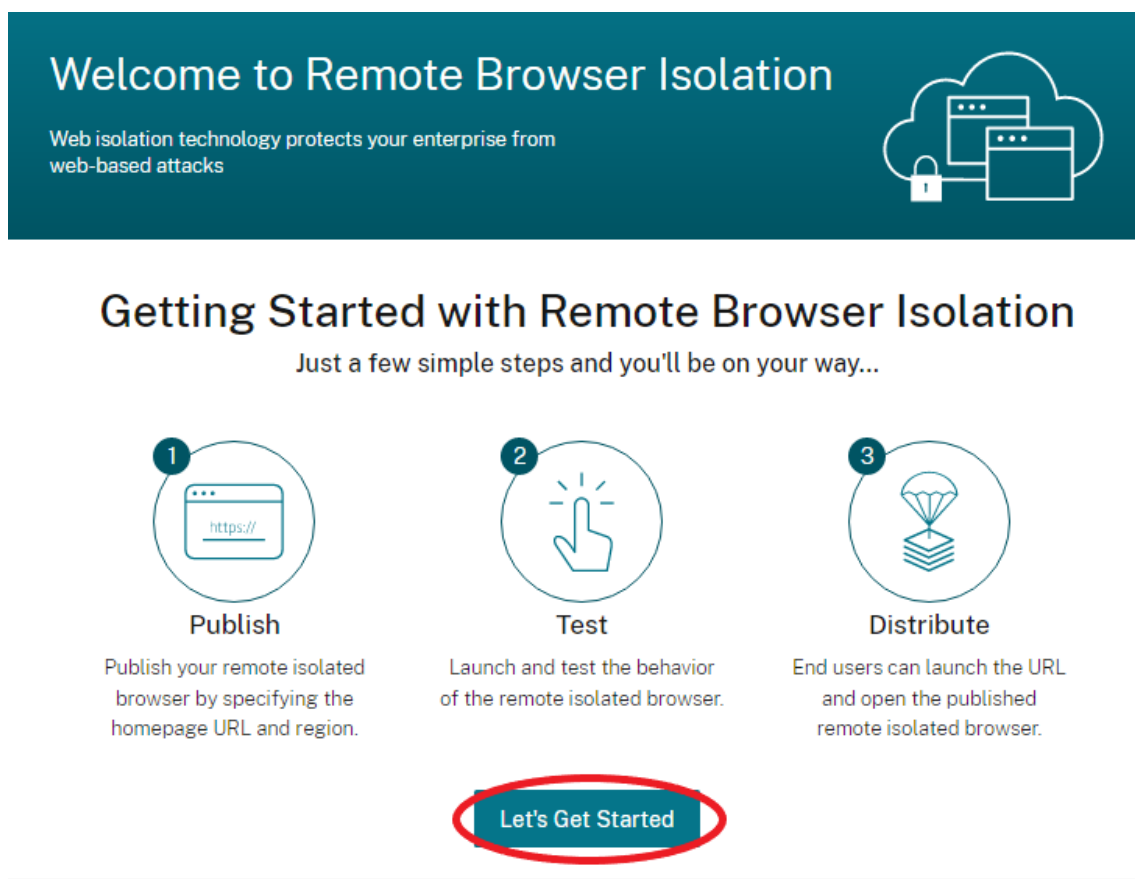 Welcome to Remote Browser Isolation
Web isolation technology protects your enterprise from
web-based attacks
Getting Started with Remote Browser Isolation
Just a few simple steps and you'll be on your way...
1
https://
Publish
Publish your remote isolated
browser by specifying the
homepage URL and region.
2
Test
Launch and test the behavior
of the remote isolated browser.
3
Distribute
End users can launch the URL
and open the published
remote isolated browser.
Let's Get Started